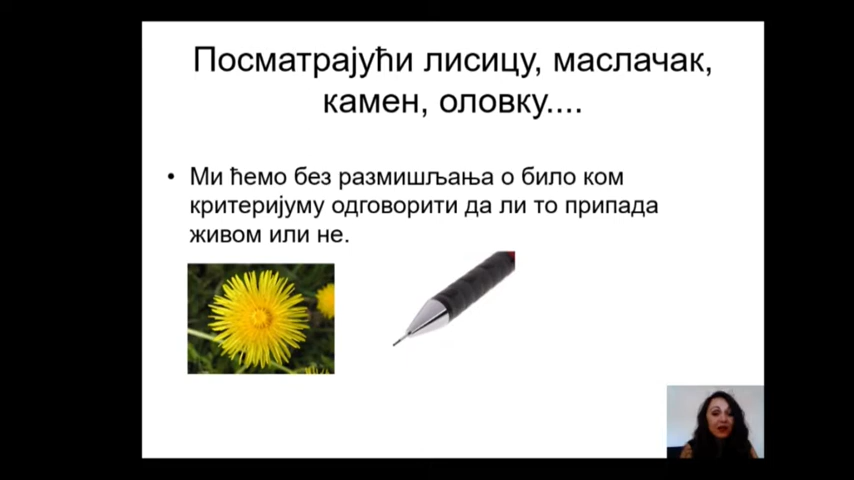 Посматрајући лисицу, маслачак,
камен, оловку....
• Ми ћемо без размишљања о било ком
критеријуму одговорити да ли то припада
живом или не.